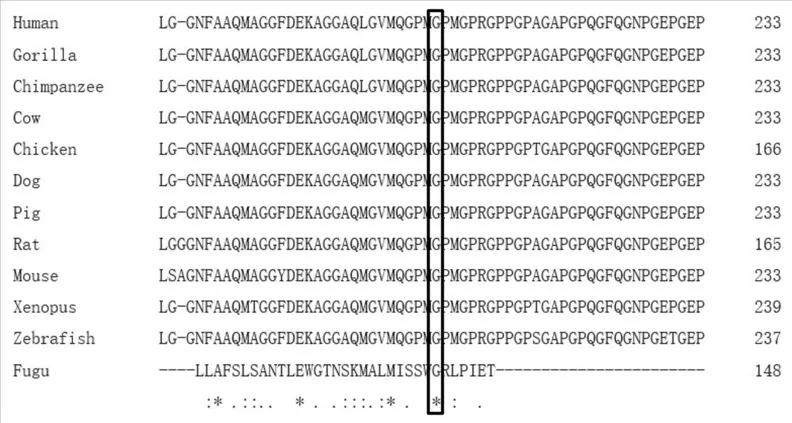 Human LG-GNFAAQMAGGFDEKAGGAQLGVMQGPMGPMGPRGPPGPAGAPGPQGFQGNPGEPGEP 233
Gorilla LG-GNFAAQMAGGFDEKAGGAQLGVMQGPMGPMGPRGPPGPAGAPGPQGFQGNPGEPGEP 233
Chimpanzee LG-GNFAAQMAGGFDEKAGGAQLGVMQGPMGPMGPRGPPGPAGAPGPQGFQGNPGEPGEP 233
Cow LG-GNFAAQMAGGFDEKAGGAQMGVMQGPMGPMGPRGPPGPAGAPGPQGFQGNPGEPGEP 233
Chicken LG-GNFAAQMAGGFDEKAGGAQMGVMQGPMGPMGPRGPPGPTGAPGPQGFQGNPGEPGEP 166
Dog LG-GNFAAQMAGGFDEKAGGAQMGVMQGPMGPMGPRGPPGPAGAPGPQGFQGNPGEPGEP 233
Pig LG-GNFAAQMAGGFDEKAGGAQMGVMQGPMGPMGPRGPPGPAGAPGPQGFQGNPGEPGEP 233
Rat LGGGNFAAQMAGGFDEKAGGAQMGVMQGPMGPMGPRGPPGPAGAPGPQGFQGNPGEPGEP 165
Mouse LSAGNFAAQMAGGYDEKAGGAQMGVMQGPMGPMGPRGPPGPAGAPGPQGFQGNPGEPGEP 233
Xenopus LG-GNFAAQMTGGFDEKAGGAQMGVMQGPMGPMGPRGPPGPTGAPGPQGFQGNPGEPGEP 239
Zebrafish LG-GNFAAQMAGGFDEKAGGAQMGVMQGPMGPMGPRGPPGPSGAPGPQGFQGNPGETGEP 237
Fugu ----LLAFSLSANTLEWGTNSKMALMISSVGRLPIET----------------------- 148
:* .::.. * . .:::.:* . * : .